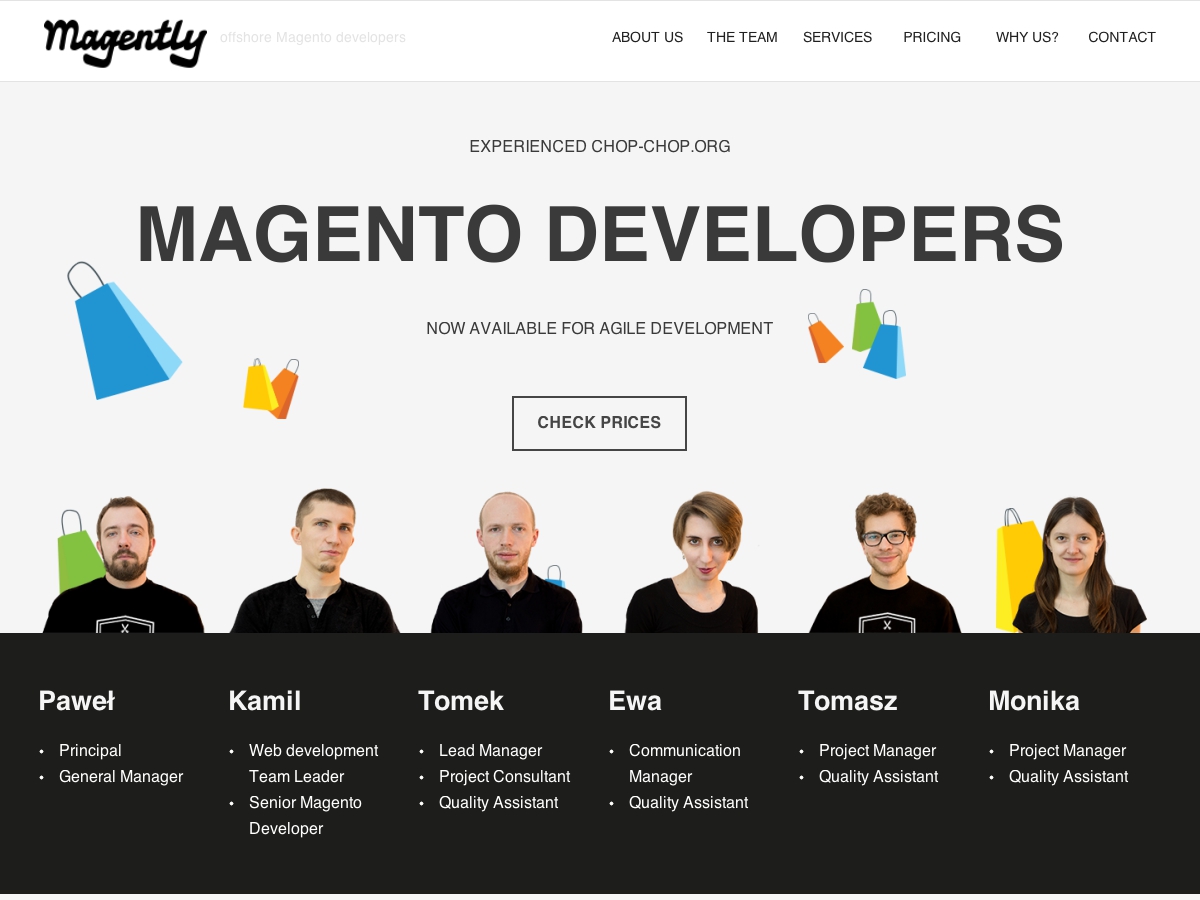 Magently offshore Magento developers ABOUT US THE TEAM SERVICES PRICING WHY US? CONTACT
EXPERIENCED CHOP-CHOP.ORG
MAGENTO DEVELOPERS
NOW AVAILABLE FOR AGILE DEVELOPMENT
CHECK PRICES
Paweł
• Principal
• General Manager
Kamil
• Web development
Team Leader
• Senior Magento
Developer
Tomek
• Lead Manager
• Project Consultant
• Quality Assistant
Ewa
• Communication
Manager
• Quality Assistant
Tomasz
• Project Manager
• Quality Assistant
Monika
• Project Manager
• Quality Assistant